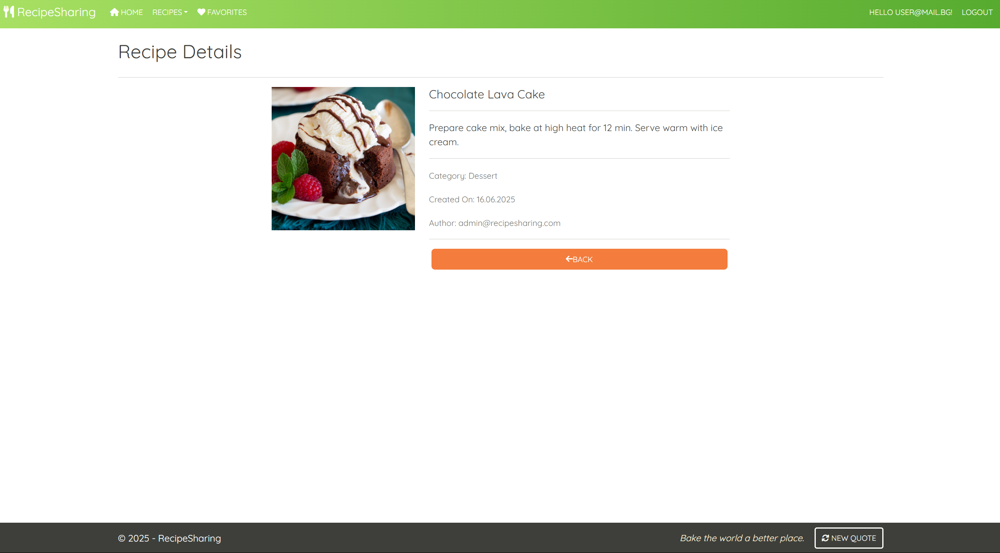 RecipeSharing HOME RECIPES FAVORITES HELLO USER@MAIL.BG! LOGOUT
Recipe Details
Chocolate Lava Cake
Prepare cake mix, bake at high heat for 12 min. Serve warm with ice
cream.
Category: Dessert
Created On: 16.06.2025
Author: admin@recipesharing.com
BACK
© 2025 - RecipeSharing Bake the world a better place. NEW QUOTE